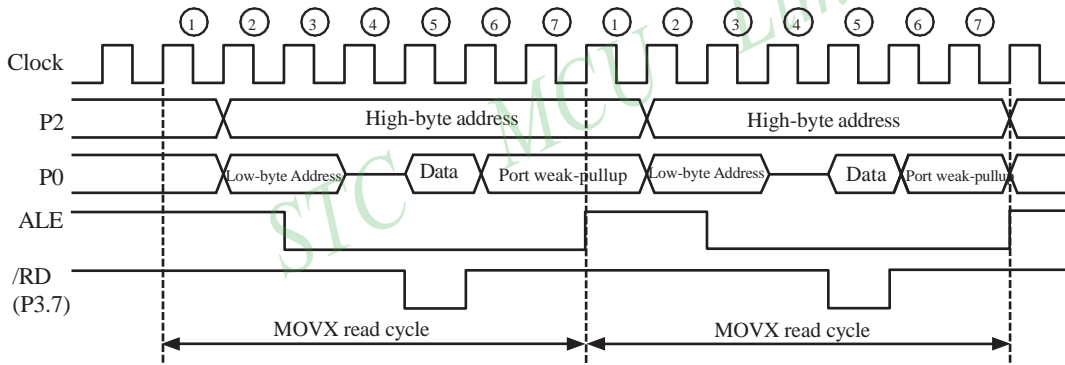 1 2 3 4 5 6 7 1 2 3 4 5 6 7
Clock
P2 High-byte address High-byte address
P0 Low-byte Address Data Port weak-pullup Low-byte Address Data Port weak-pullup
ALE
/RD
(P3.7)
MOVX read cycle MOVX read cycle
STC MCU Lim